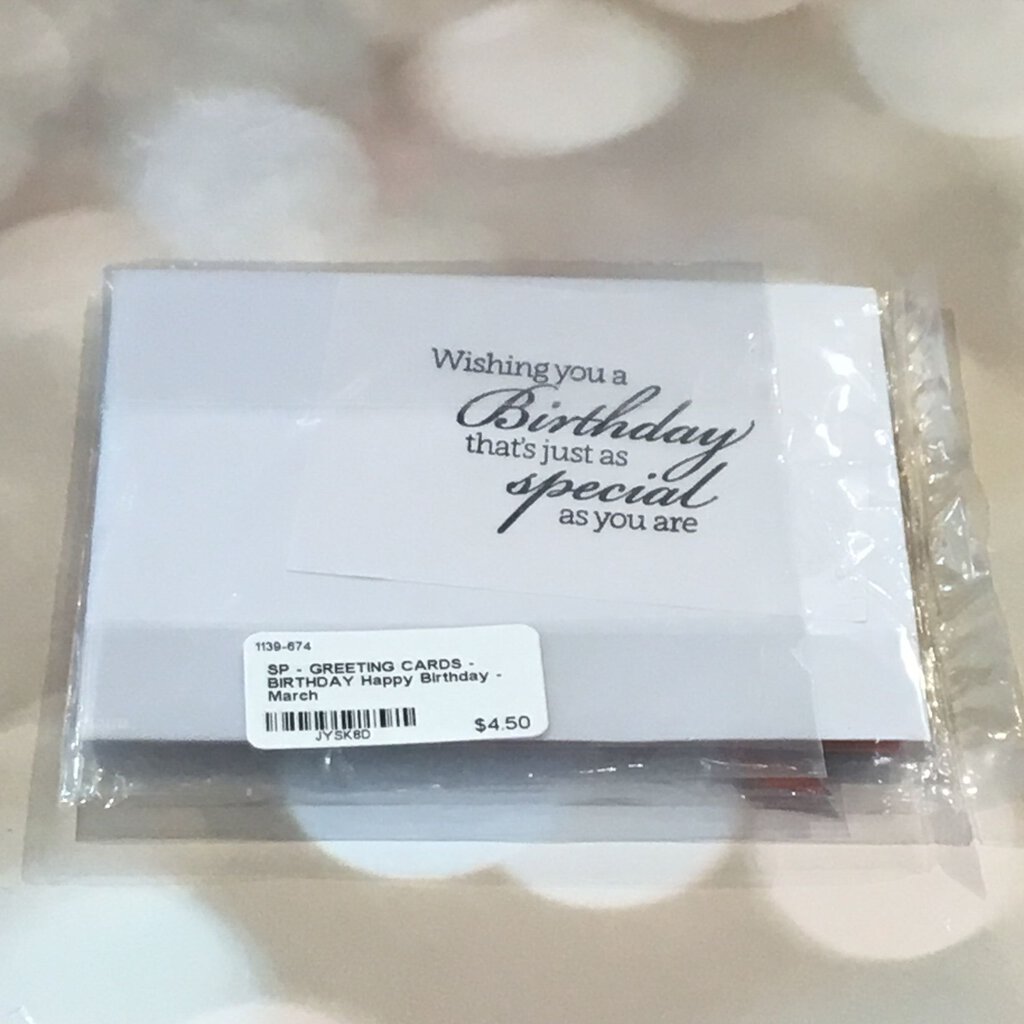 Wishing you a
Birthday
that's just as
special
as you are
1139-674
SP - GREETING CARDS -
BIRTHDAY Happy Birthday -
March
JYSK8D
$4.50